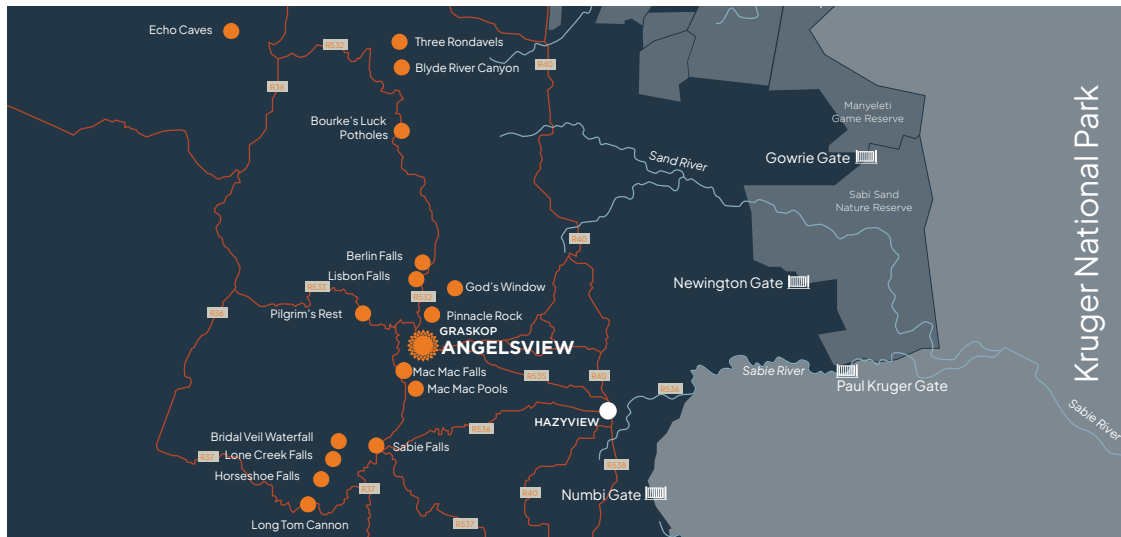 Echo Caves
R532
Three Rondavels
Blyde River Canyon
R40
R36
Bourke's Luck
Potholes
Manyeleti
Game Reserve
Gowrie Gate
Sand River
Sabi Sand
Nature Reserve
Kruger National Park
R40
Berlin Falls
Lisbon Falls
God's Window
Newington Gate
R533
R532
R36
Pilgrim's Rest
Pinnacle Rock
GRASKOP
ANGELSVIEW
Mac Mac Falls
R535
R40
Sabie River
Paul Kruger Gate
Mac Mac Pools
R536
Sabie River
HAZYVIEW
R536
Bridal Veil Waterfall
Sabie Falls
Lone Creek Falls
R37
R538
Horseshoe Falls
R37
R40
Numbi Gate
Long Tom Cannon
R537